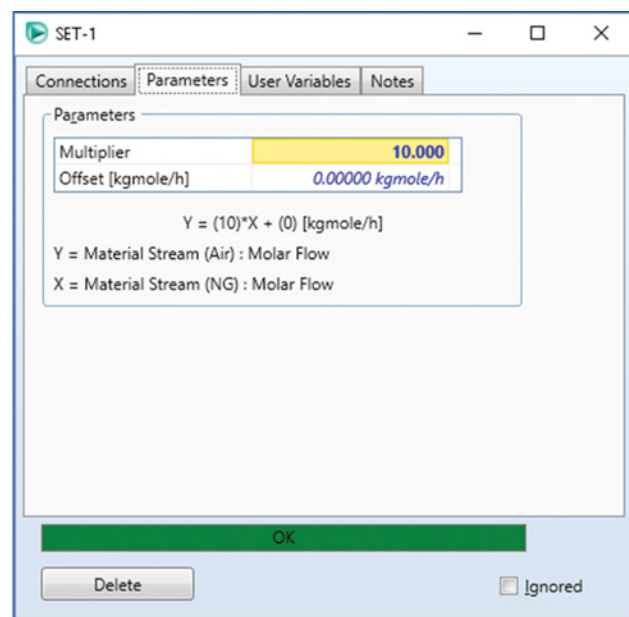 SET-1
Connections Parameters User Variables Notes
Parameters
Multiplier 10.000
Offset [kgmole/h] 0.00000 kgmole/h
Y = (10)*X + (0) [kgmole/h]
Y = Material Stream (Air) : Molar Flow
X = Material Stream (NG) : Molar Flow
OK
Delete Ignored